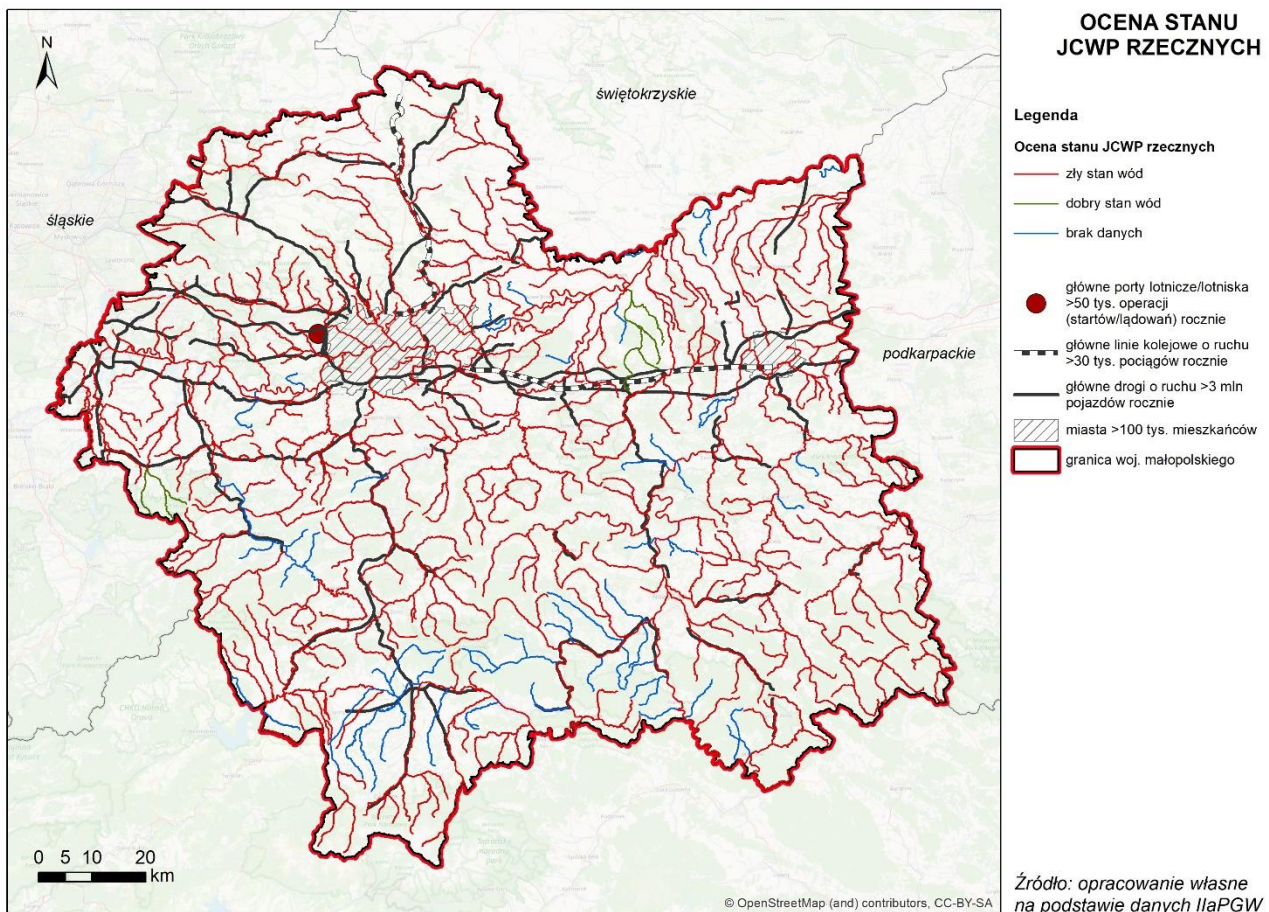 OCENA STANU
JCWP RZECZNYCH
N
świętokrzyskie
śląskie
podkarpackie
Legenda
Ocena stanu JCWP rzecznych
zły stan wód
dobry stan wód
brak danych
główne porty lotnicze/lotniska
>50 tys. operacji
(startów/lądowań) rocznie
główne linie kolejowe o ruchu
>30 tys. pociągów rocznie
główne drogi o ruchu >3 mln
pojazdów rocznie
miasta >100 tys. mieszkańców
granica woj. małopolskiego
0 5 10 20
km
© OpenStreetMap (and) contributors, CC-BY-SA
Źródło: opracowanie własne
na podstawie danych IIaPGW